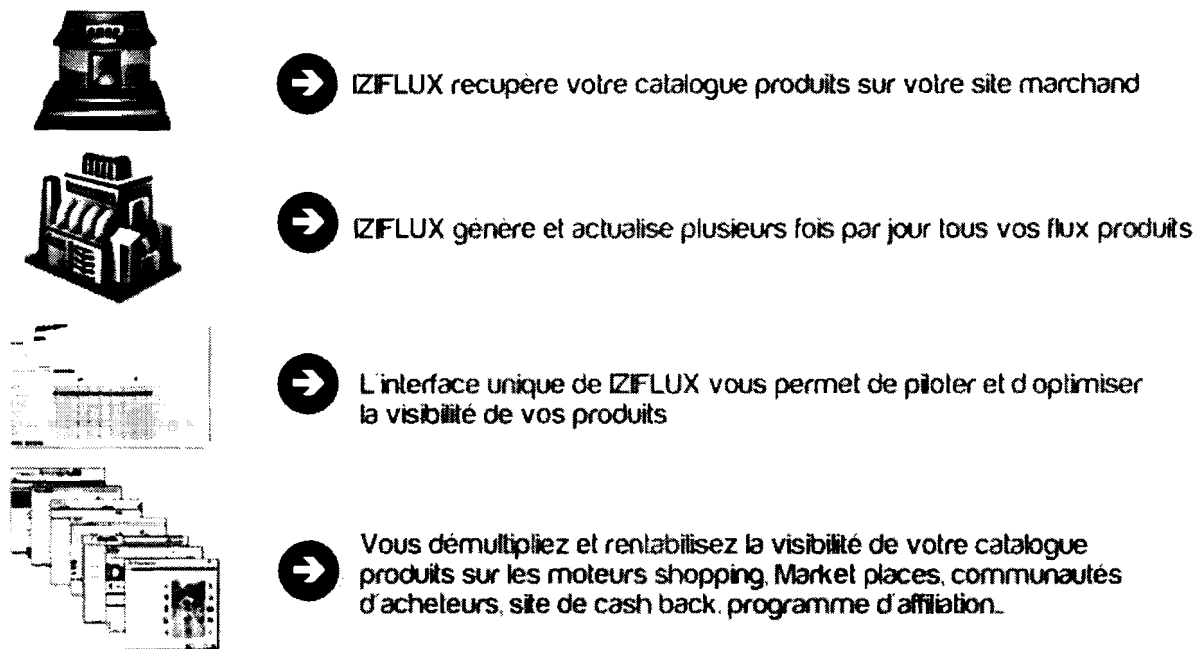 IZIFLUX recupère votre catalogue produits sur votre site marchand
IZIFLUX génère et actualise plusieurs fois par jour tous vos flux produits
L'interface unique de IZIFLUX vous permet de piloter et d'optimiser
la visibilité de vos produits
Vous démultipliez et rentabilisez la visibilité de votre catalogue
produits sur les moteurs shopping, Market places, communautés
d'acheteurs, site de cash back, programme d'affiliation...